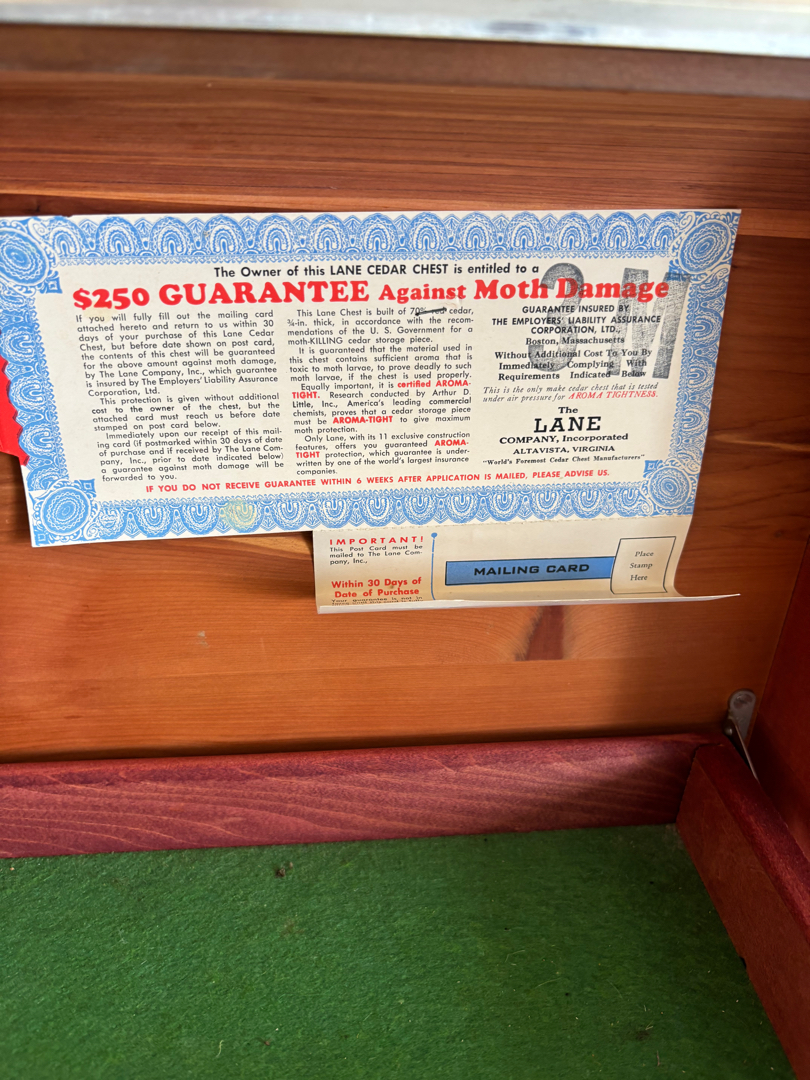 The Owner of this LANE CEDAR CHEST is entitled to a
$250 GUARANTEE Against Moth Damage
If you will fully fill out the mailing card
attached hereto and return to us within 30
days of your purchase of this Lane Cedar
Chest, but before date shown on post card,
the contents of this chest will be guaranteed
for the above amount against moth damage,
by The Lane Company, Inc., which guarantee
is insured by The Employers' Liability Assurance
Corporation, Ltd.
This protection is given without additional
cost to the owner of the chest, but the
attached card must reach us before date
stamped on post card below.
Immediately upon our receipt of this mail-
ing card (if postmarked within 30 days of date
of purchase and if received by The Lane Com-
pany, Inc., prior to date indicated below)
a guarantee against moth damage will be
forwarded to you.
This Lane Chest is built of 70% red cedar,
¾-in. thick, in accordance with the recom-
mendations of the U. S. Government for a
moth-KILLING cedar storage piece.
It is guaranteed that the material used in
this chest contains sufficient aroma that is
toxic to moth larvae, to prove deadly to such
moth larvae, if the chest is used properly.
Equally important, it is certified AROMA-
TIGHT. Research conducted by Arthur D.
Little, Inc., America's leading commercial
chemists, proves that a cedar storage piece
must be AROMA-TIGHT to give maximum
moth protection.
Only Lane, with its 11 exclusive construction
features, offers you guaranteed AROMA-
TIGHT protection, which guarantee is under-
written by one of the world's largest insurance
companies.
GUARANTEE INSURED BY
THE EMPLOYERS' LIABILITY ASSURANCE
CORPORATION, LTD.,
Boston, Massachusetts
Without Additional Cost To You By
Immediately Complying With
Requirements Indicated Below
This is the only make cedar chest that is tested
under air pressure for AROMA TIGHTNESS.
The
LANE
COMPANY, Incorporated
ALTAVISTA, VIRGINIA
"World's Foremost Cedar Chest Manufacturers"
IF YOU DO NOT RECEIVE GUARANTEE WITHIN 6 WEEKS AFTER APPLICATION IS MAILED, PLEASE ADVISE US.
IMPORTANT!
This Post Card must be
mailed to The Lane Com-
pany, Inc.,
Within 30 Days of
Date of Purchase
MAILING CARD
Place
Stamp
Here